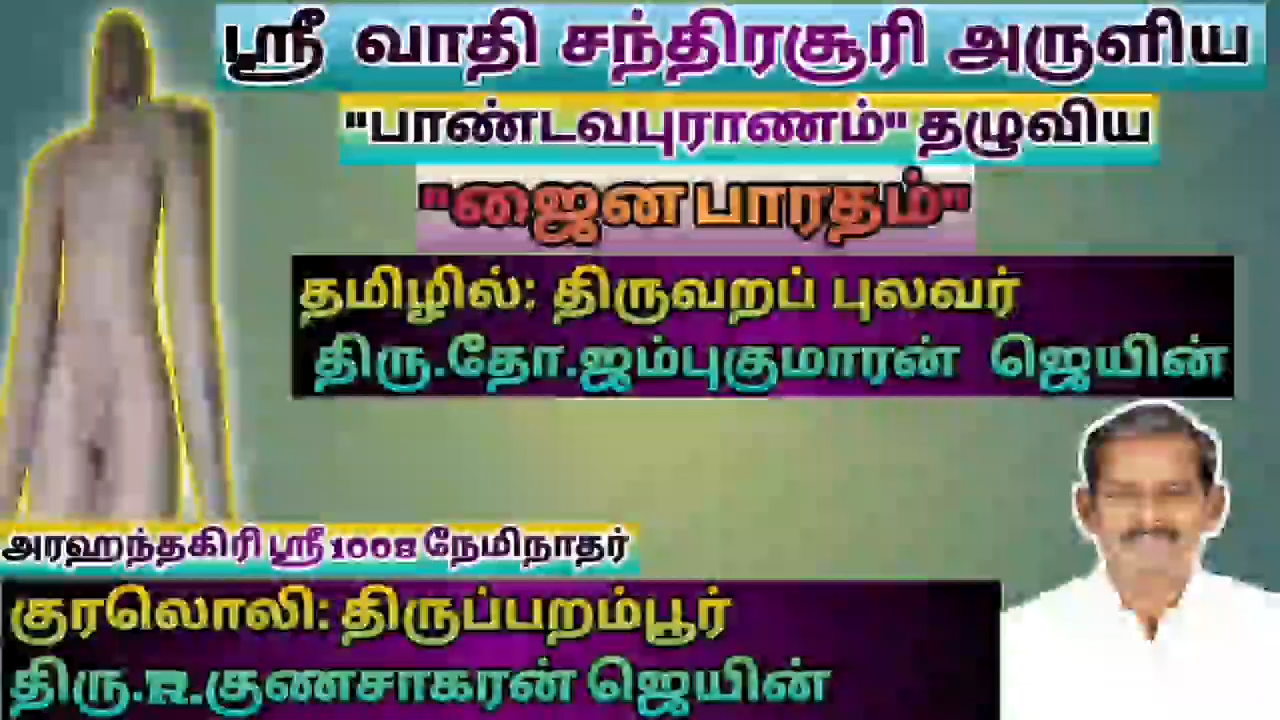 ஸ்ரீ வாதி சந்திரசூரி அருளிய
"பாண்டவபுராணம்" தழுவிய
"ஜைன பாரதம்"
தமிழில்: திருவறப் புலவர்
திரு.தோ.ஜம்புகுமாரன் ஜெயின்
அரஹந்தகிரி ஸ்ரீ 1008 நேமிநாதர்
குரலொலி: திருப்பறம்பூர்
திரு.R.குணசாகரன் ஜெயின்